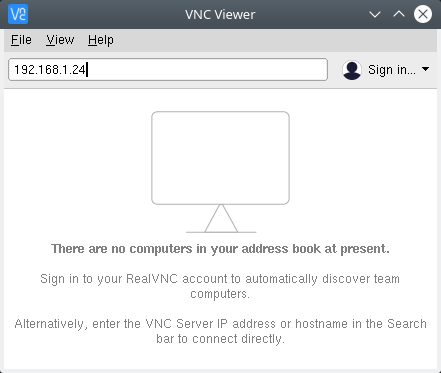 VNC Viewer
File View Help
192.168.1.24
Sign in...
There are no computers in your address book at present.
Sign in to your RealVNC account to automatically discover team
computers.
Alternatively, enter the VNC Server IP address or hostname in the Search
bar to connect directly.